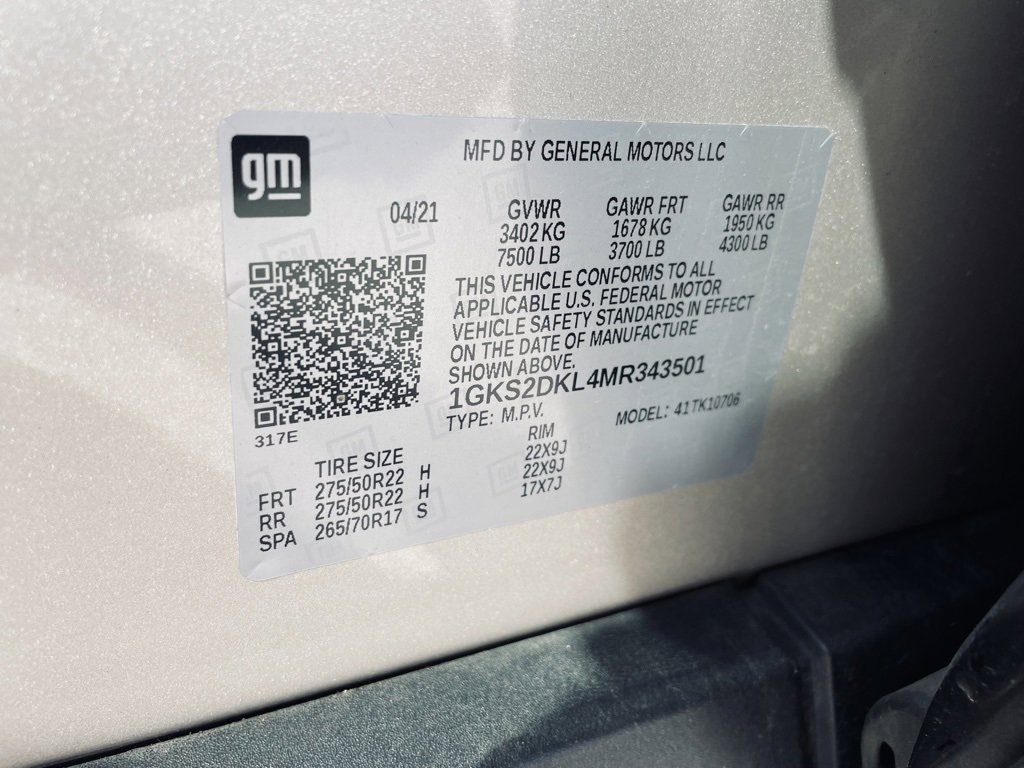 gm
MFD BY GENERAL MOTORS LLC
04/21
GVWR GAWR FRT GAWR RR
3402 KG 1678 KG 1950 KG
7500 LB 3700 LB 4300 LB
THIS VEHICLE CONFORMS TO ALL
APPLICABLE U.S. FEDERAL MOTOR
VEHICLE SAFETY STANDARDS IN EFFECT
ON THE DATE OF MANUFACTURE
SHOWN ABOVE.
1GKS2DKL4MR343501
TYPE: M.P.V. MODEL: 41TK10706
317E
TIRE SIZE RIM
FRT 275/50R22 H 22X9J
RR 275/50R22 H 22X9J
SPA 265/70R17 S 17X7J